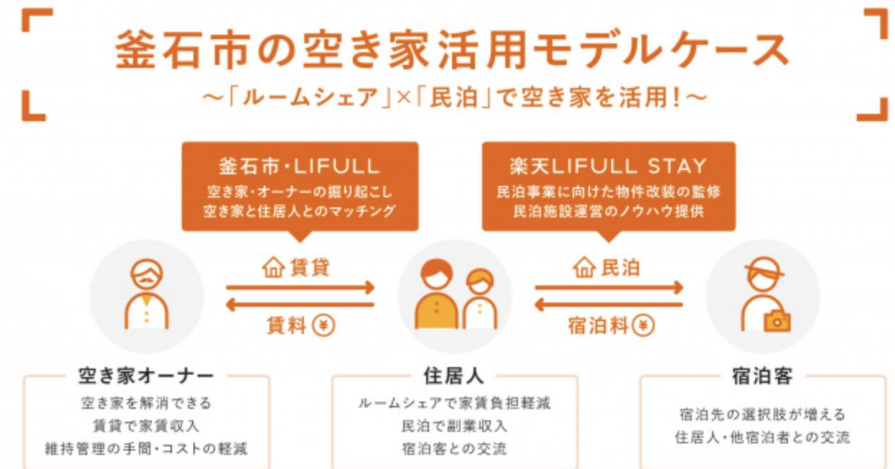 釜石市の空き家活用モデルケース
～「ルームシェア」×「民泊」で空き家を活用！～
釜石市・LIFULL
空き家・オーナーの掘り起こし
空き家と住居人とのマッチング
楽天LIFULL STAY
民泊事業に向けた物件改装の監修
民泊施設運営のノウハウ提供
賃貸
賃料¥
民泊
宿泊料¥
空き家オーナー
空き家を解消できる
賃貸で家賃収入
維持管理の手間・コストの軽減
住居人
ルームシェアで家賃負担軽減
民泊で副業収入
宿泊客との交流
宿泊客
宿泊先の選択肢が増える
住居人・他宿泊者との交流